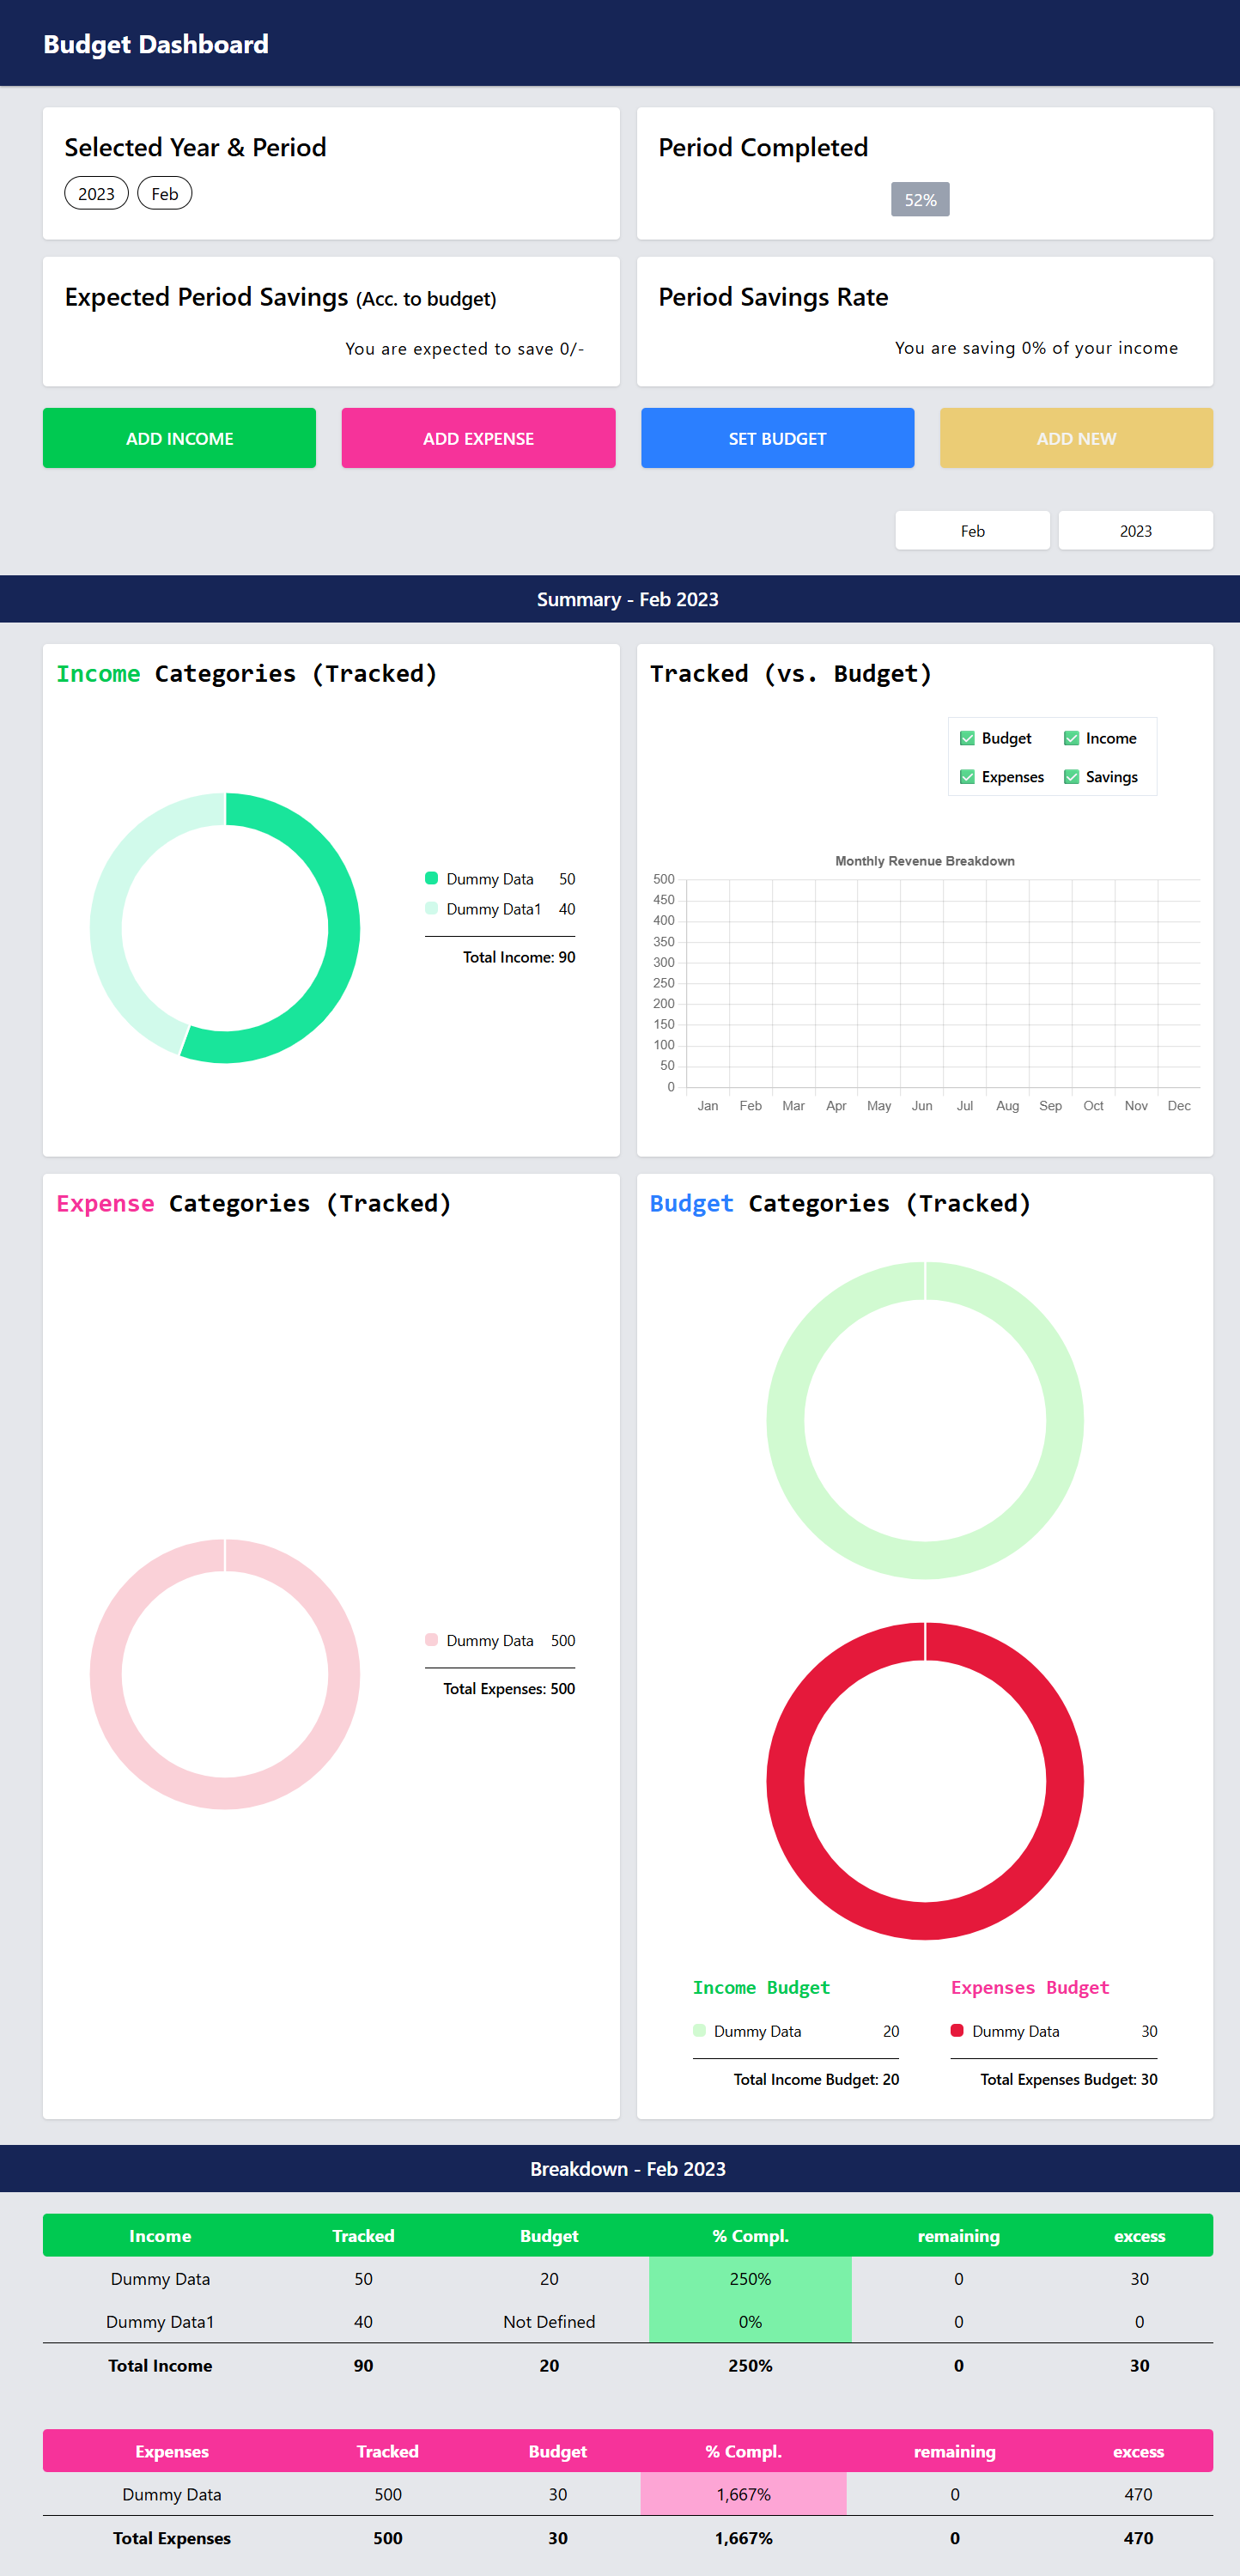 Budget Dashboard
Selected Year & Period
2023 Feb
Period Completed
52%
Expected Period Savings (Acc. to budget)
You are expected to save 0/-
Period Savings Rate
You are saving 0% of your income
ADD INCOME ADD EXPENSE SET BUDGET ADD NEW
Feb 2023
Summary - Feb 2023
Income Categories (Tracked)
Dummy Data 50
Dummy Data1 40
Total Income: 90
Tracked (vs. Budget)
Budget Income
Expenses Savings
Monthly Revenue Breakdown
500
450
400
350
300
250
200
150
100
50
0
Jan Feb Mar Apr May Jun Jul Aug Sep Oct Nov Dec
Expense Categories (Tracked)
Dummy Data 500
Total Expenses: 500
Budget Categories (Tracked)
Income Budget
Dummy Data 20
Total Income Budget: 20
Expenses Budget
Dummy Data 30
Total Expenses Budget: 30
Breakdown - Feb 2023
Income Tracked Budget % Compl. remaining excess
Dummy Data 50 20 250% 0 30
Dummy Data1 40 Not Defined 0% 0 0
Total Income 90 20 250% 0 30
Expenses Tracked Budget % Compl. remaining excess
Dummy Data 500 30 1,667% 0 470
Total Expenses 500 30 1,667% 0 470